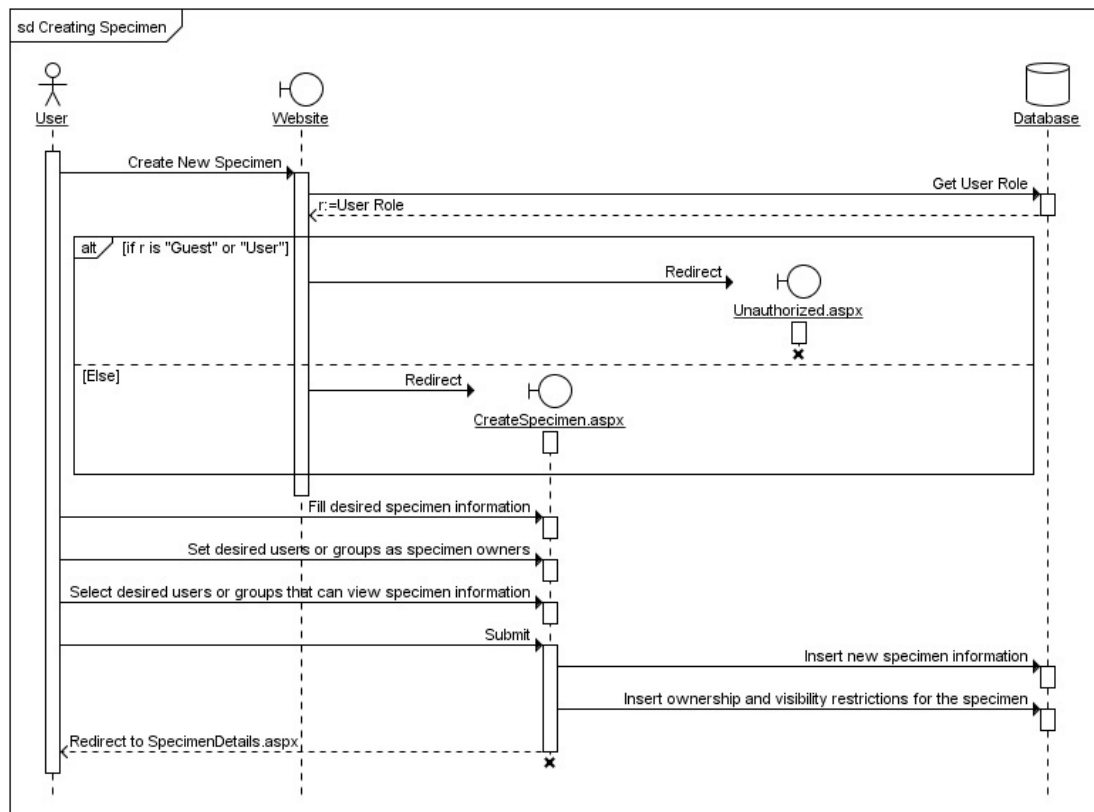 sd Creating Specimen
User
Website
Database
Create New Specimen
Get User Role
r:=User Role
alt
[if r is "Guest" or "User"]
Redirect
Unauthorized.aspx
[Else]
Redirect
CreateSpecimen.aspx
Fill desired specimen information
Set desired users or groups as specimen owners
Select desired users or groups that can view specimen information
Submit
Insert new specimen information
Insert ownership and visibility restrictions for the specimen
Redirect to SpecimenDetails.aspx